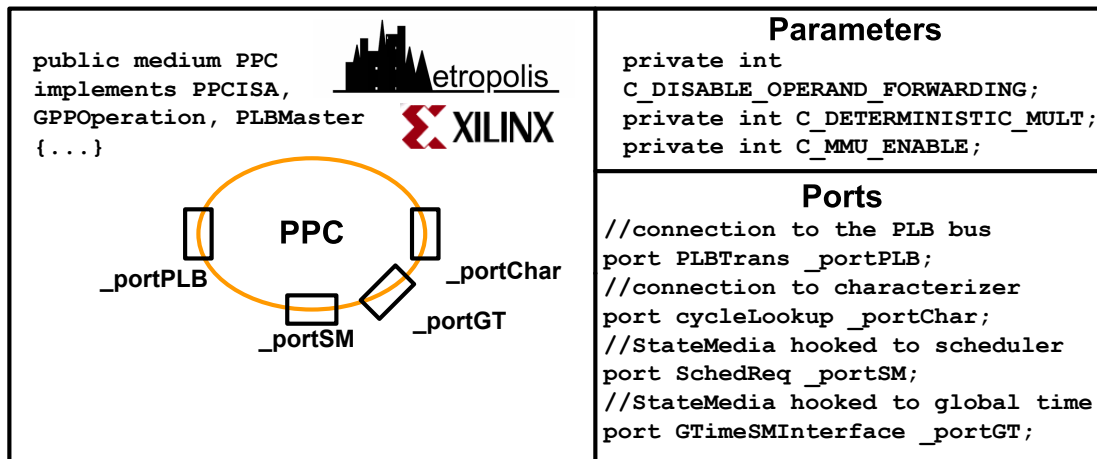 public medium PPC
implements PPCISA,
GPPOperation, PLBMaster
{...}
etropolis
XILINX
PPC
_portPLB
_portChar
_portGT
_portSM
Parameters
private int
C_DISABLE_OPERAND_FORWARDING;
private int C_DETERMINISTIC_MULT;
private int C_MMU_ENABLE;
Ports
//connection to the PLB bus
port PLBTrans _portPLB;
//connection to characterizer
port cycleLookup _portChar;
//StateMedia hooked to scheduler
port SchedReq _portSM;
//StateMedia hooked to global time
port GTimeSMInterface _portGT;